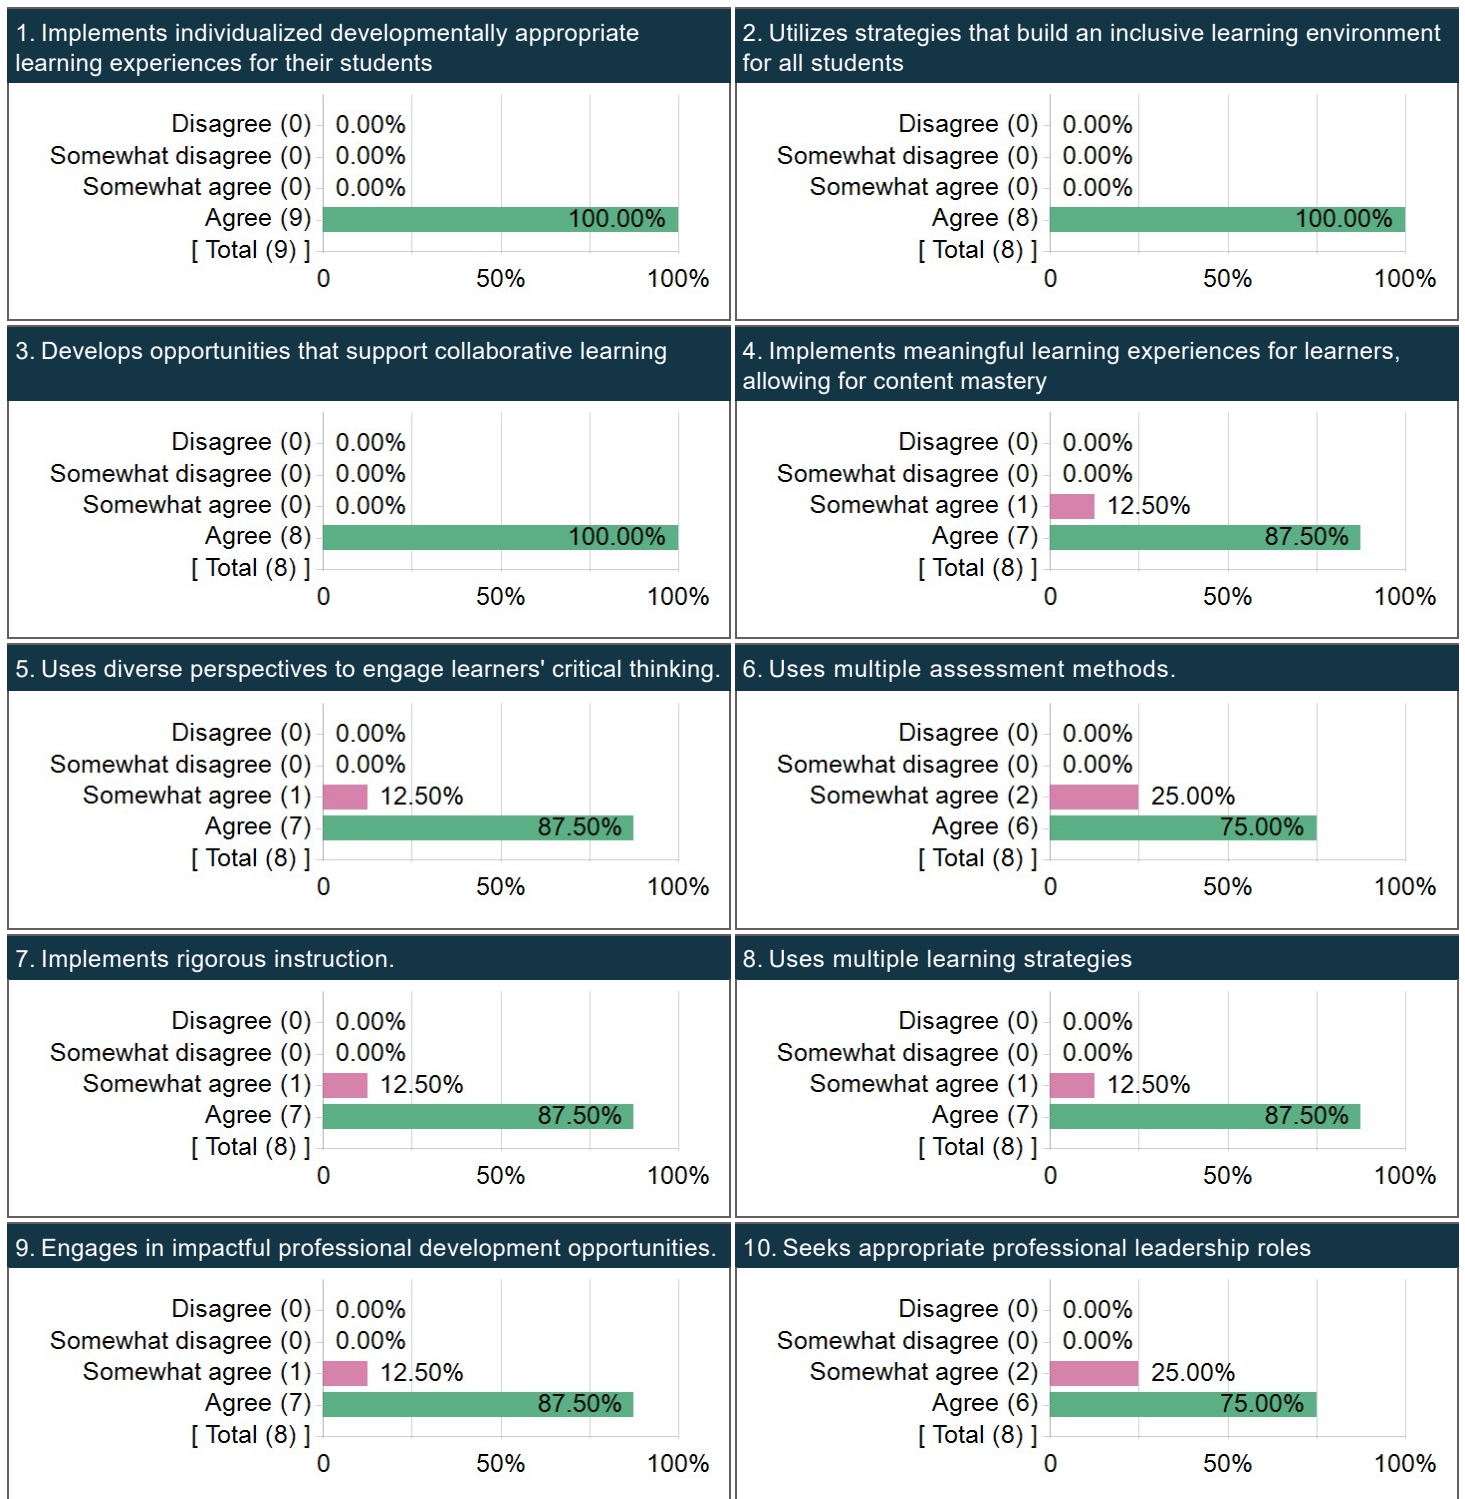 1. Implements individualized developmentally appropriate
learning experiences for their students
Disagree (0) 0.00%
Somewhat disagree (0) 0.00%
Somewhat agree (0) 0.00%
Agree (9) 100.00%
[ Total (9) ]
0 50% 100%
2. Utilizes strategies that build an inclusive learning environment
for all students
Disagree (0) 0.00%
Somewhat disagree (0) 0.00%
Somewhat agree (0) 0.00%
Agree (8) 100.00%
[ Total (8) ]
0 50% 100%
3. Develops opportunities that support collaborative learning
Disagree (0) 0.00%
Somewhat disagree (0) 0.00%
Somewhat agree (0) 0.00%
Agree (8) 100.00%
[ Total (8) ]
0 50% 100%
4. Implements meaningful learning experiences for learners,
allowing for content mastery
Disagree (0) 0.00%
Somewhat disagree (0) 0.00%
Somewhat agree (1) 12.50%
Agree (7) 87.50%
[ Total (8) ]
0 50% 100%
5. Uses diverse perspectives to engage learners' critical thinking.
Disagree (0) 0.00%
Somewhat disagree (0) 0.00%
Somewhat agree (1) 12.50%
Agree (7) 87.50%
[ Total (8) ]
0 50% 100%
6. Uses multiple assessment methods.
Disagree (0) 0.00%
Somewhat disagree (0) 0.00%
Somewhat agree (2) 25.00%
Agree (6) 75.00%
[ Total (8) ]
0 50% 100%
7. Implements rigorous instruction.
Disagree (0) 0.00%
Somewhat disagree (0) 0.00%
Somewhat agree (1) 12.50%
Agree (7) 87.50%
[ Total (8) ]
0 50% 100%
8. Uses multiple learning strategies
Disagree (0) 0.00%
Somewhat disagree (0) 0.00%
Somewhat agree (1) 12.50%
Agree (7) 87.50%
[ Total (8) ]
0 50% 100%
9. Engages in impactful professional development opportunities.
Disagree (0) 0.00%
Somewhat disagree (0) 0.00%
Somewhat agree (1) 12.50%
Agree (7) 87.50%
[ Total (8) ]
0 50% 100%
10. Seeks appropriate professional leadership roles
Disagree (0) 0.00%
Somewhat disagree (0) 0.00%
Somewhat agree (2) 25.00%
Agree (6) 75.00%
[ Total (8) ]
0 50% 100%